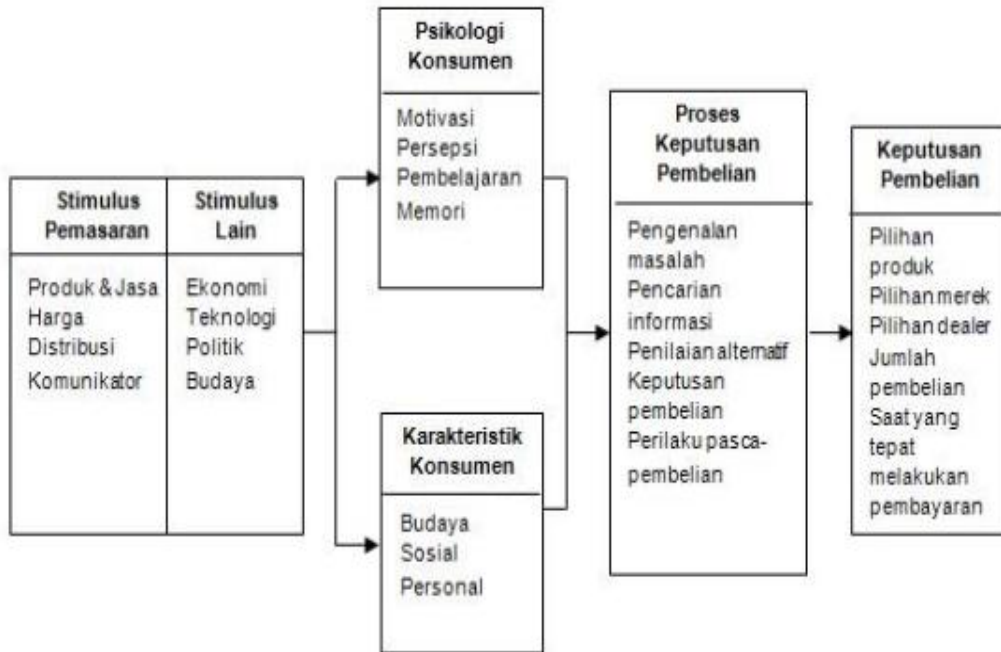 Stimulus
Pemasaran
Produk & Jasa
Harga
Distribusi
Komunikator
Stimulus
Lain
Ekonomi
Teknologi
Politik
Budaya
Psikologi
Konsumen
Motivasi
Persepsi
Pembelajaran
Memori
Karakteristik
Konsumen
Budaya
Sosial
Personal
Proses
Keputusan
Pembelian
Pengenalan
masalah
Pencarian
informasi
Penilaian alternatif
Keputusan
pembelian
Perilaku pasca-
pembelian
Keputusan
Pembelian
Pilihan
produk
Pilihan merek
Pilihan dealer
Jumlah
pembelian
Saat yang
tepat
melakukan
pembayaran